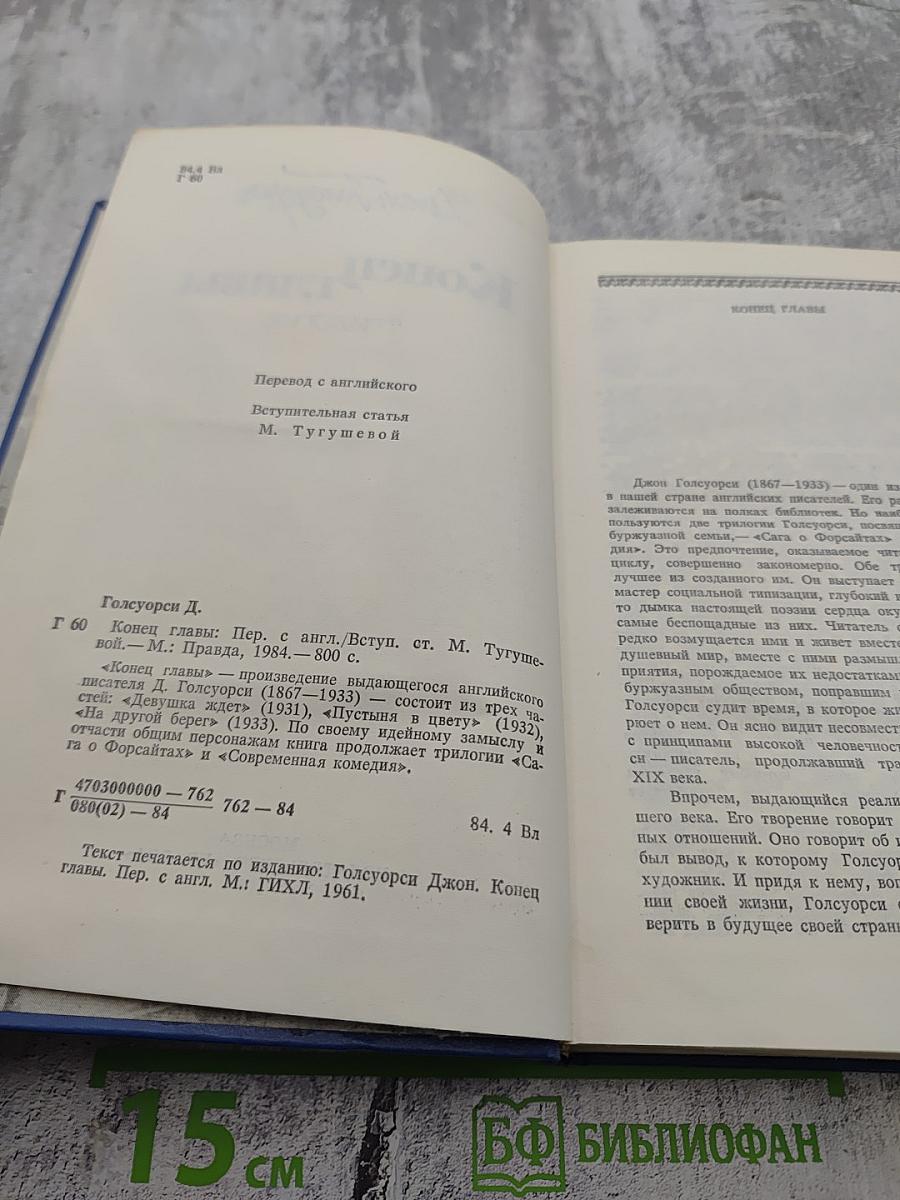 84.4 Вл
Г 60
Перевод с английского
Вступительная статья
М. Тугушевой
Голсуорси Д.
Г 60 Конец главы: Пер. с англ./Вступ. ст. М. Тугуше-
вой.— М.: Правда, 1984.— 800 с.
«Конец главы» — произведение выдающегося английского
писателя Д. Голсуорси (1867—1933) — состоит из трех ча-
стей: «Девушка ждет» (1931), «Пустыня в цвету» (1932),
«На другой берег» (1933). По своему идейному замыслу и
отчасти общим персонажам книга продолжает трилогии «Са-
га о Форсайтах» и «Современная комедия».
Г 4703000000 — 762
080(02) — 84
762 — 84
84. 4 Вл
Текст печатается по изданию: Голсуорси Джон. Конец
главы. Пер. с англ. М.: ГИХЛ, 1961.
КОНЕЦ ГЛАВЫ
Джон Голсуорси (1867—1933) — один из
в нашей стране английских писателей. Его
залеживаются на полках библиотек. Но
пользуются две трилогии Голсуорси,
буржуазной семьи,— «Сага о Форсайтах»
дия». Это предпочтение, оказываемое
циклу, совершенно закономерно. Обе
лучшее из созданного им. Он выступает
мастер социальной типизации, глубокий
то дымка настоящей поэзии сердца
самые беспощадные из них. Читатель
редко возмущается ими и живет
душевный мир, вместе с ними
приятия, порождаемое их
буржуазным обществом, поправшим
Голсуорси судит время, в которое
рюет о нем. Он ясно видит
с принципами высокой
си — писатель, продолжавший
XIX века.
Впрочем, выдающийся
шего века. Его творение говорит
ных отношений. Оно говорит об
был вывод, к которому
художник. И придя к нему,
нии своей жизни, Голсуорси
верить в будущее своей
15 см
БФ БИБЛИОФАН